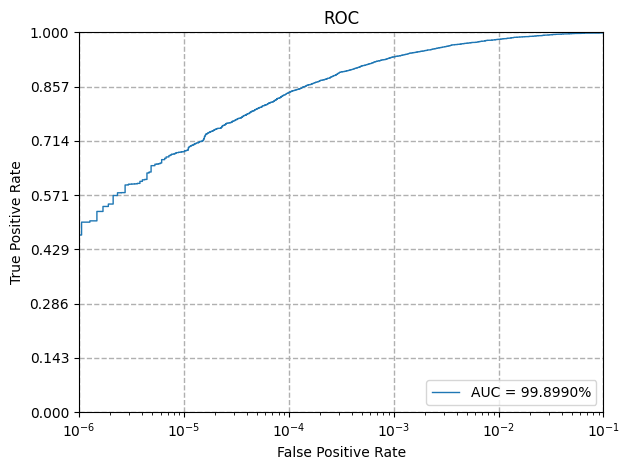 ROC
1.000
0.857
0.714
0.571
0.429
0.286
0.143
0.000
True Positive Rate
AUC = 99.8990%
10⁻⁶ 10⁻⁵ 10⁻⁴ 10⁻³ 10⁻² 10⁻¹
False Positive Rate